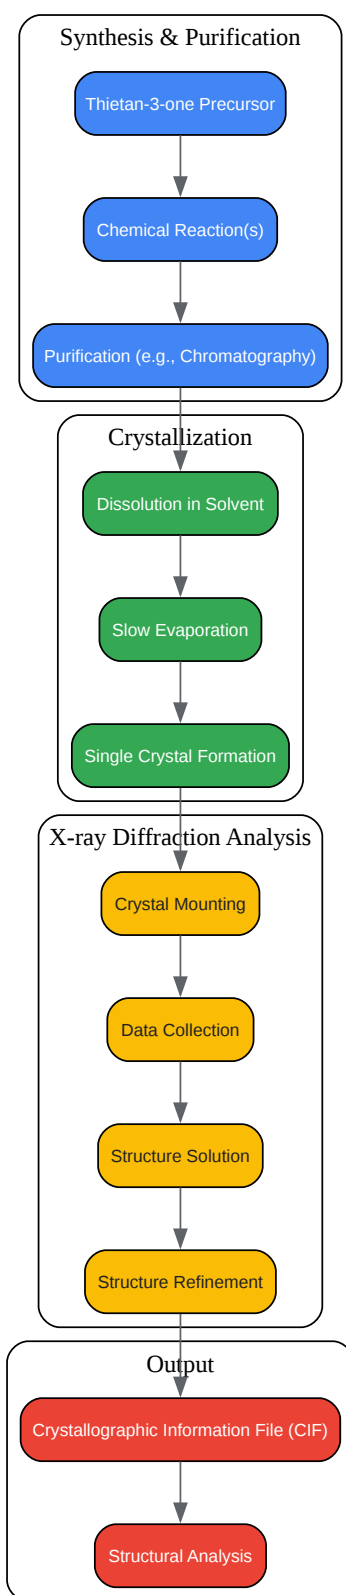 Synthesis & Purification
Thietan-3-one Precursor
Chemical Reaction(s)
Purification (e.g., Chromatography)
Crystallization
Dissolution in Solvent
Slow Evaporation
Single Crystal Formation
X-ray Diffraction Analysis
Crystal Mounting
Data Collection
Structure Solution
Structure Refinement
Output
Crystallographic Information File (CIF)
Structural Analysis